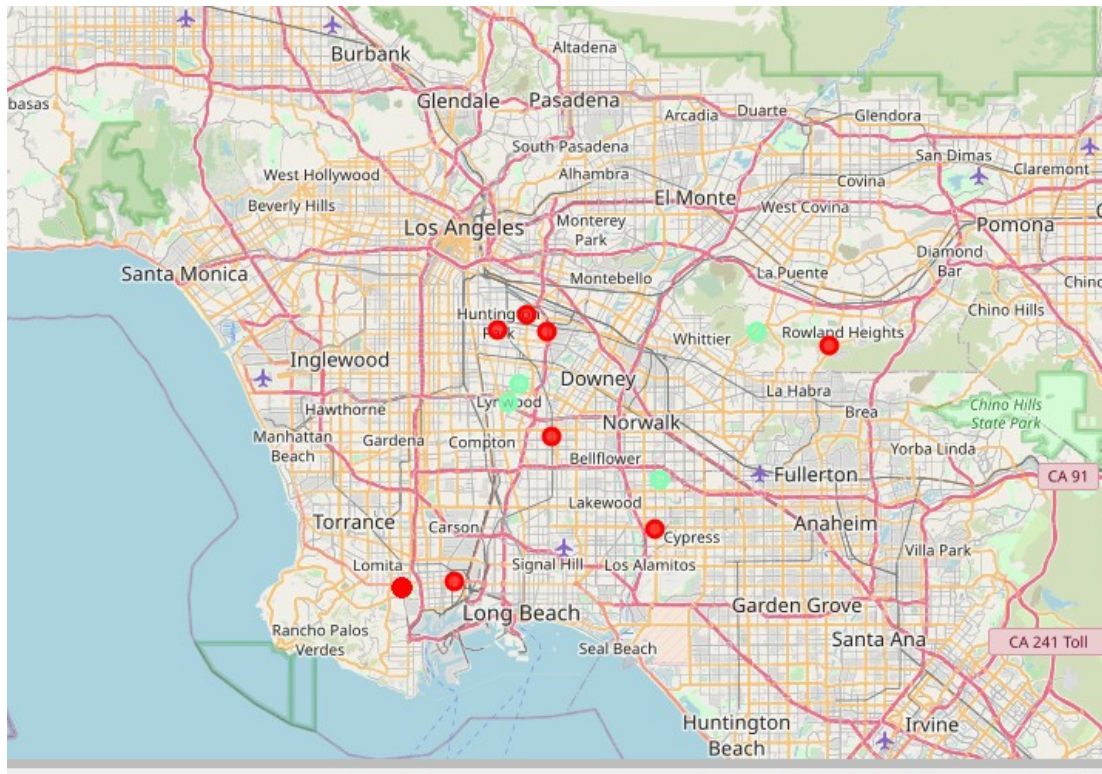 Burbank
Altadena
basas
Glendale
Pasadena
Arcadia
Duarte
Glendora
South Pasadena
San Dimas
Claremont
West Hollywood
Alhambra
Covina
Beverly Hills
El Monte
West Covina
Los Angeles
Monterey
Park
Pomona
Santa Monica
Montebello
La Puente
Diamond
Bar
Chino
Chino Hills
Huntington
Park
Whittier
Rowland Heights
Inglewood
Downey
La Habra
Hawthorne
Lynwood
Brea
Chino Hills
State Park
Manhattan
Beach
Gardena
Compton
Norwalk
Yorba Linda
Bellflower
Fullerton
CA 91
Lakewood
Torrance
Carson
Cypress
Anaheim
Villa Park
Lomita
Signal Hill
Los Alamitos
Long Beach
Garden Grove
Rancho Palos
Verdes
Seal Beach
Santa Ana
CA 241 Toll
Huntington
Beach
Irvine